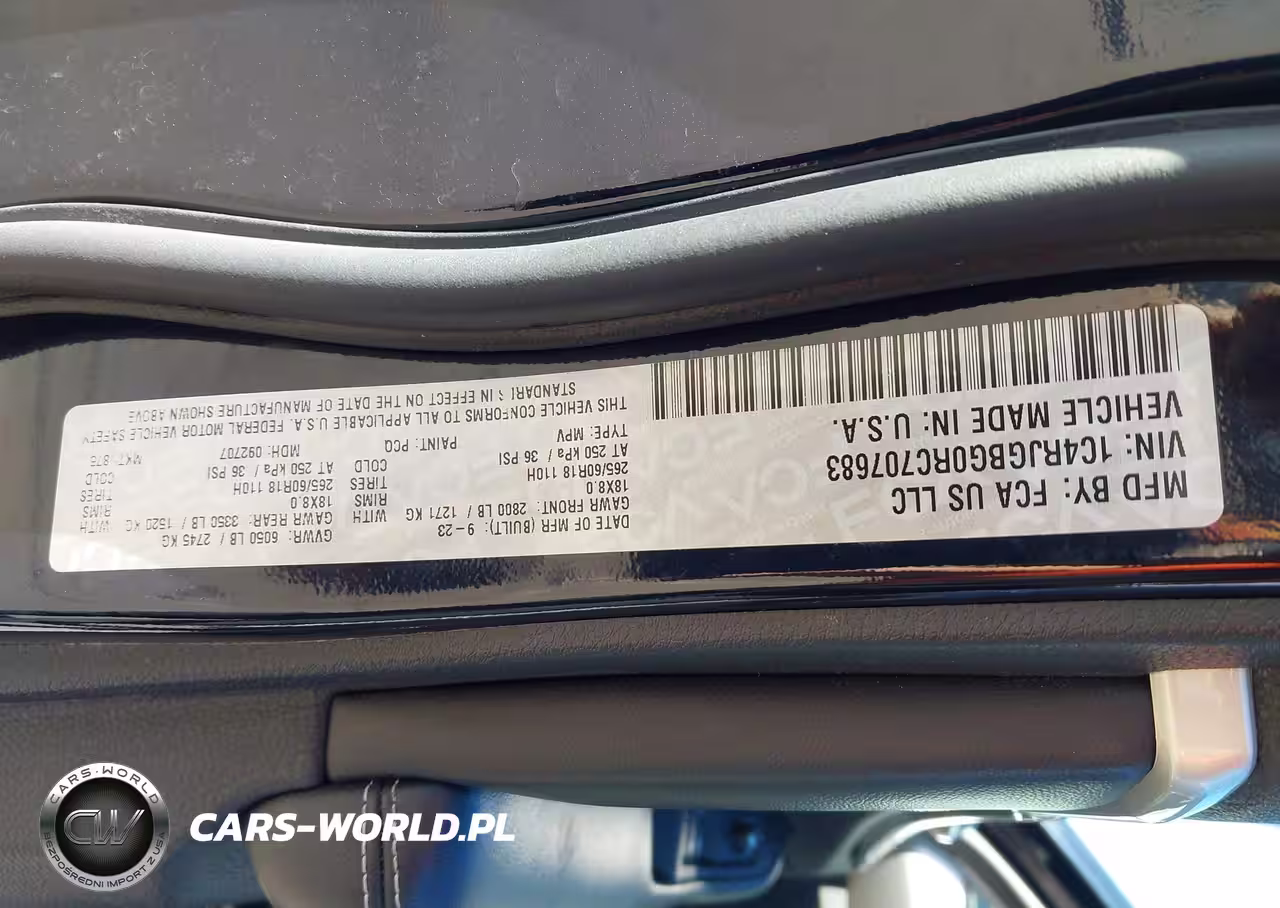 MFD BY: FCA US LLC
VIN: 1C4RJGBG0RC707683
VEHICLE MADE IN: U.S.A.
DATE OF MFR (BUILT): 9-23
GVWR: 6050 LB / 2745 KG
GAWR FRONT: 2800 LB / 1271 KG
WITH
RIMS 18X8.0
TIRES 265/60R18 110H
COLD AT 250 kPa / 36 PSI
GAWR REAR: 3350 LB / 1520 KG
WITH
RIMS 18X8.0
TIRES 265/60R18 110H
COLD AT 250 kPa / 36 PSI
TYPE: MPV
PAINT: PCQ
MDH: 092707
THIS VEHICLE CONFORMS TO ALL APPLICABLE U.S.A. FEDERAL MOTOR VEHICLE SAFETY
IN EFFECT ON THE DATE OF MANUFACTURE SHOWN ABOVE
CARS-WORLD
CW
BEZPOŚREDNI IMPORT Z USA
CARS-WORLD.PL